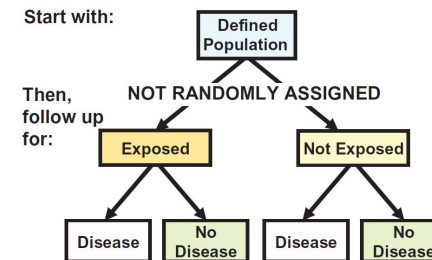 Start with:
Defined
Population
Then,
follow up
for:
NOT RANDOMLY ASSIGNED
Exposed
Not Exposed
Disease
No
Disease
Disease
No
Disease